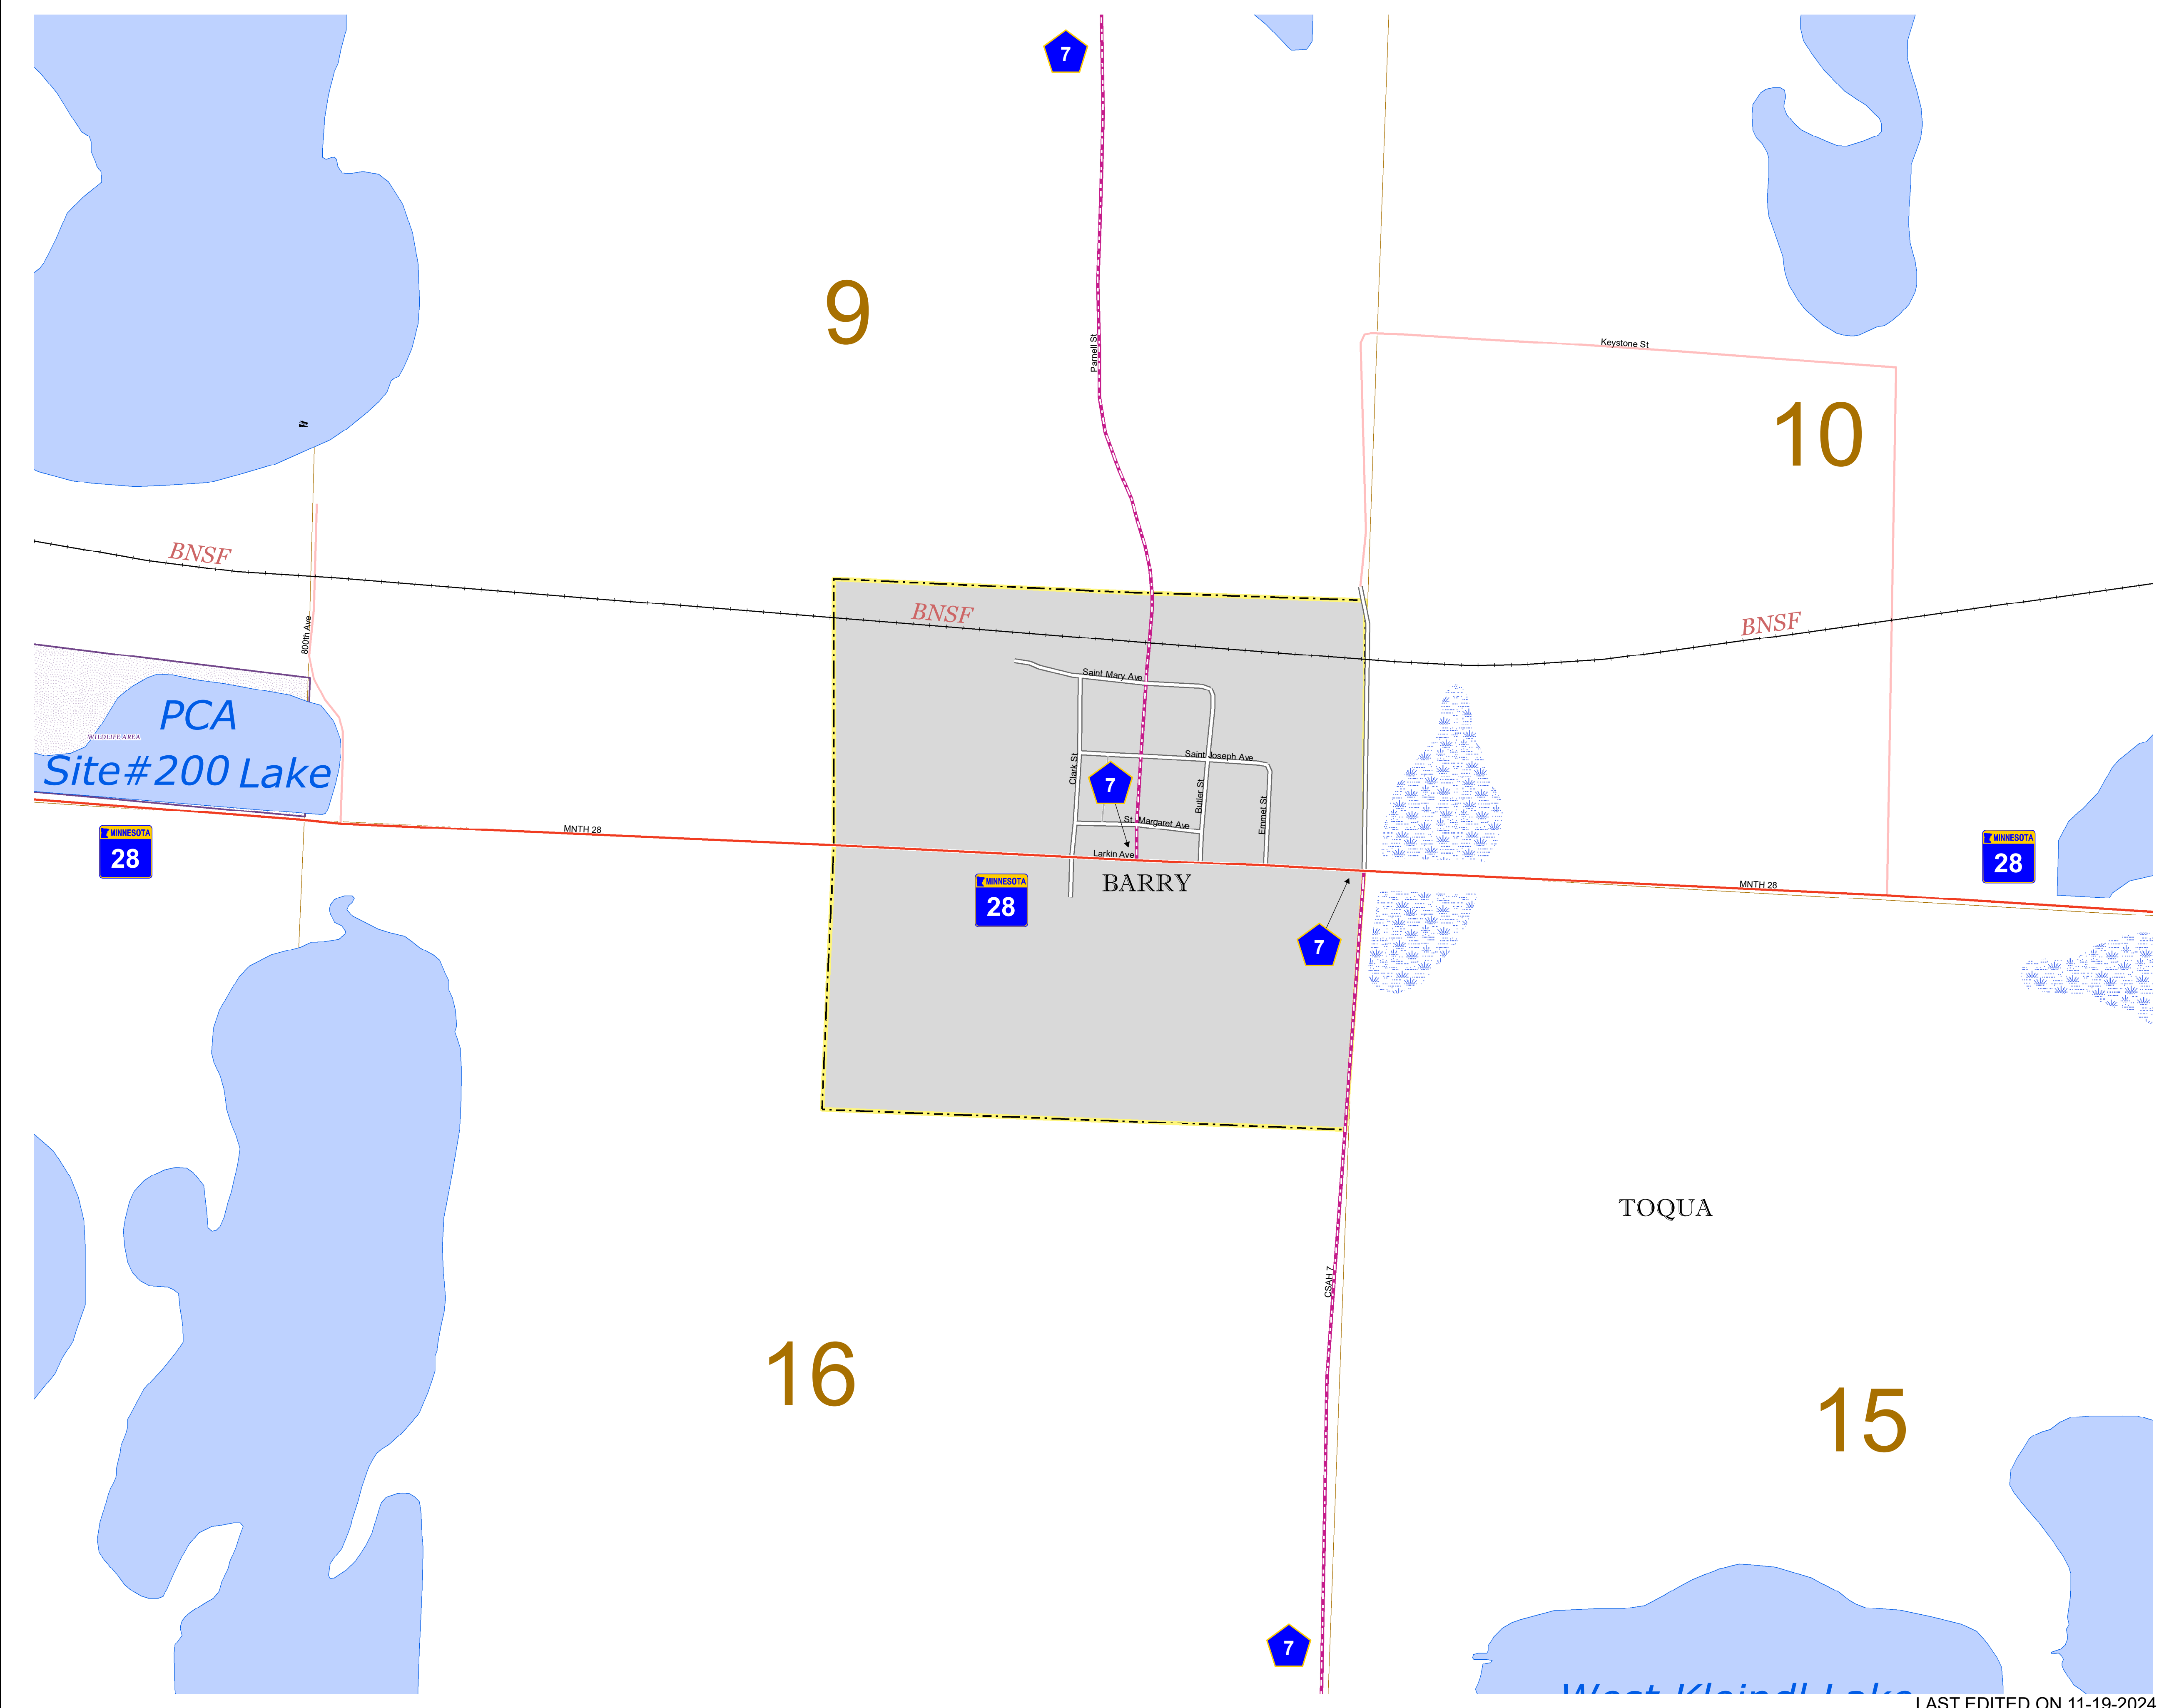 7
9
Parnell St
Keystone St
10
BNSF
BNSF
BNSF
800th Ave
Saint Mary Ave
PCA
WILDLIFE AREA
Site#200 Lake
Saint Joseph Ave
Clark St
7
Butler St
Emmet St
St. Margaret Ave
MNTH 28
Larkin Ave
MINNESOTA
28
MINNESOTA
28
BARRY
MNTH 28
MINNESOTA
28
7
TOQUA
CSAH 7
16
15
7
West Kleindl Lake
LAST EDITED ON 11-19-2024